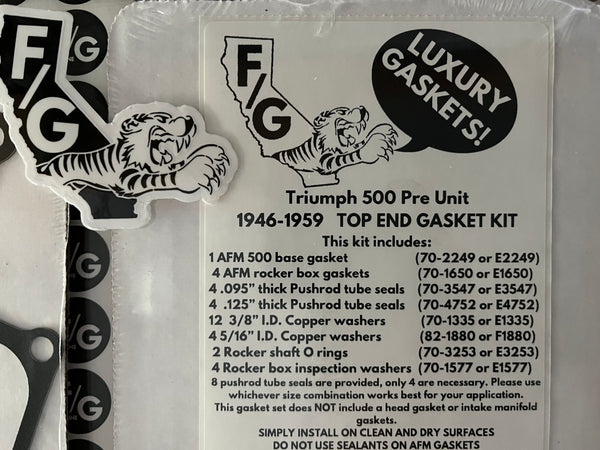 F/G
LUXURY
GASKETS!
Triumph 500 Pre Unit
1946-1959 TOP END GASKET KIT
This kit includes:
1 AFM 500 base gasket (70-2249 or E2249)
4 AFM rocker box gaskets (70-1650 or E1650)
4 .095” thick Pushrod tube seals (70-3547 or E3547)
4 .125” thick Pushrod tube seals (70-4752 or E4752)
12 3/8” I.D. Copper washers (70-1335 or E1335)
4 5/16” I.D. Copper washers (82-1880 or F1880)
2 Rocker shaft O rings (70-3253 or E3253)
4 Rocker box inspection washers (70-1577 or E1577)
8 pushrod tube seals are provided, only 4 are necessary. Please use
whichever size combination works best for your application.
This gasket set does NOT include a head gasket or intake manifold
gaskets.
SIMPLY INSTALL ON CLEAN AND DRY SURFACES
DO NOT USE SEALANTS ON AFM GASKETS
F/G
F/G
/G
/G
/G
/G
/G